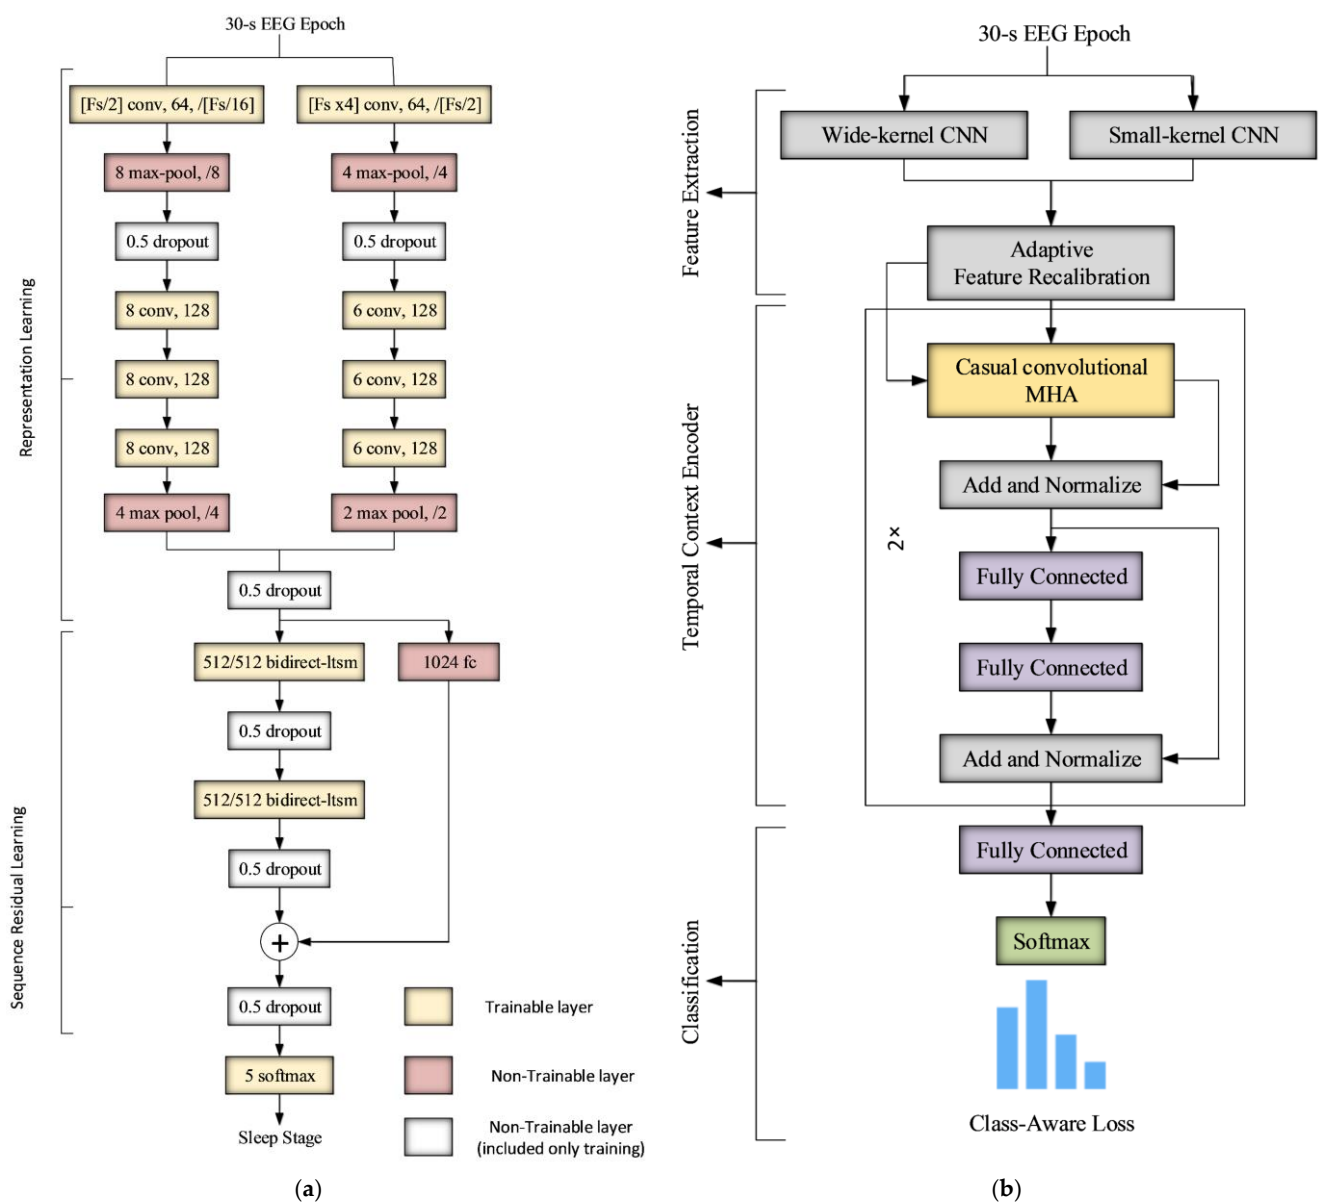 30-s EEG Epoch
[Fs/2] conv, 64, /[Fs/16]
[Fs x4] conv, 64, /[Fs/2]
8 max-pool, /8
4 max-pool, /4
0.5 dropout
0.5 dropout
8 conv, 128
6 conv, 128
8 conv, 128
6 conv, 128
8 conv, 128
6 conv, 128
4 max pool, /4
2 max pool, /2
0.5 dropout
Representation Learning
512/512 bidirect-ltsm
1024 fc
0.5 dropout
512/512 bidirect-ltsm
0.5 dropout
+
0.5 dropout
5 softmax
Sleep Stage
Sequence Residual Learning
Trainable layer
Non-Trainable layer
Non-Trainable layer
(included only training)
(a)
30-s EEG Epoch
Wide-kernel CNN
Small-kernel CNN
Adaptive
Feature Recalibration
Feature Extraction
Casual convolutional
MHA
Add and Normalize
2×
Fully Connected
Fully Connected
Add and Normalize
Temporal Context Encoder
Fully Connected
Softmax
Class-Aware Loss
Classification
(b)